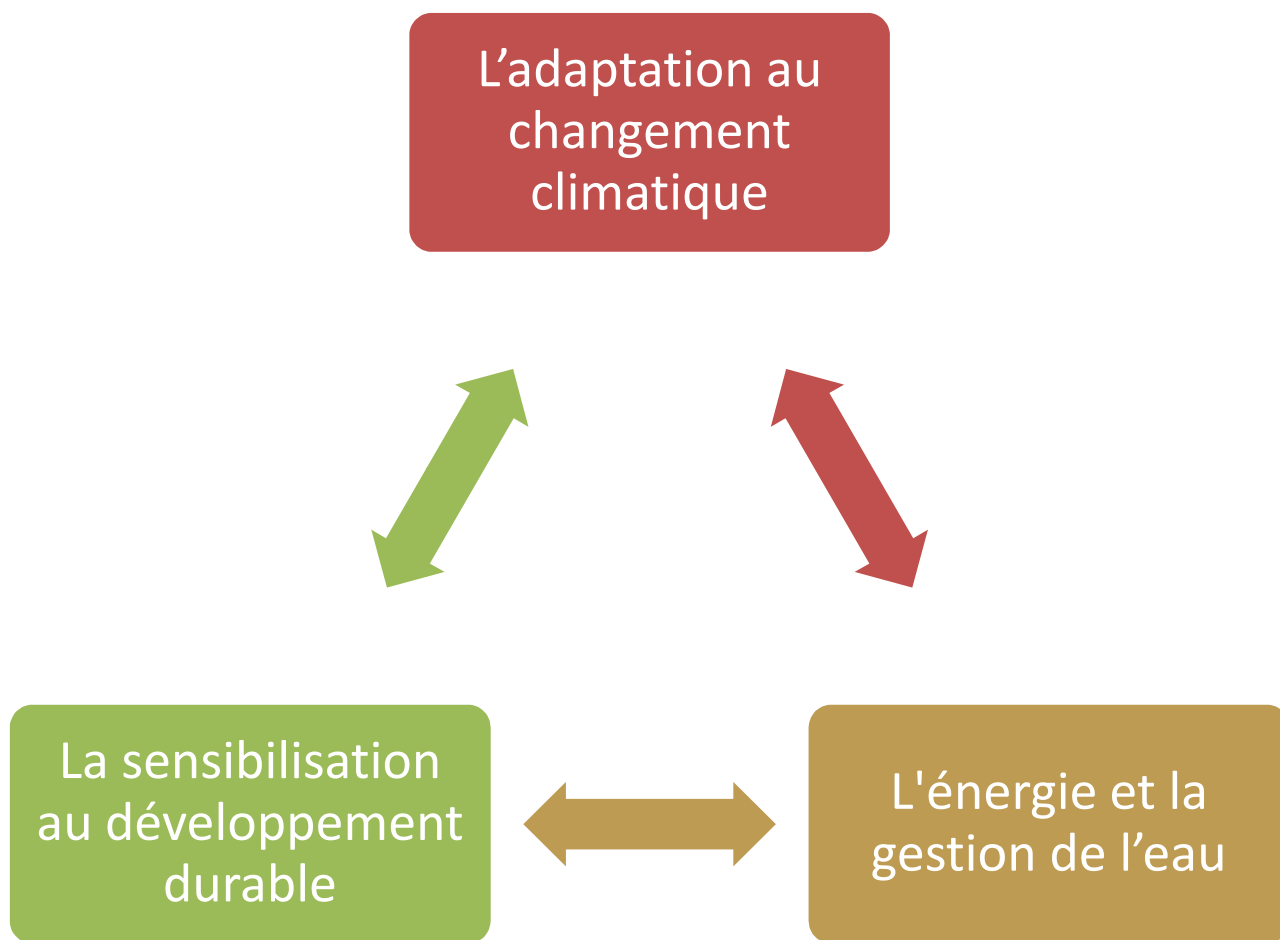 L’adaptation au
changement
climatique
La sensibilisation
au développement
durable
L'énergie et la
gestion de l’eau